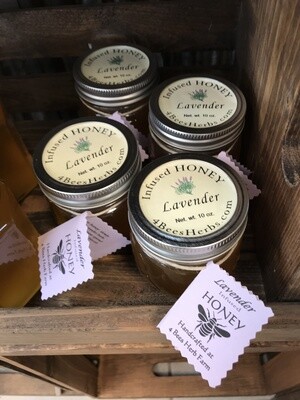 Infused HONEY
Lavender
Net. wt. 10 oz.
4BeesHerbs.com
Infused HONEY
Lavender
Net. wt. 10 oz.
4BeesHerbs.com
Infused HONEY
Lavender
Net. wt. 10 oz.
4BeesHerbs.com
Infused HONEY
Lavender
Net. wt. 10 oz.
4BeesHerbs.com
Lavender
HONEY
Lavender
Infused
HONEY
Handcrafted at
4 Bees Herb Farm